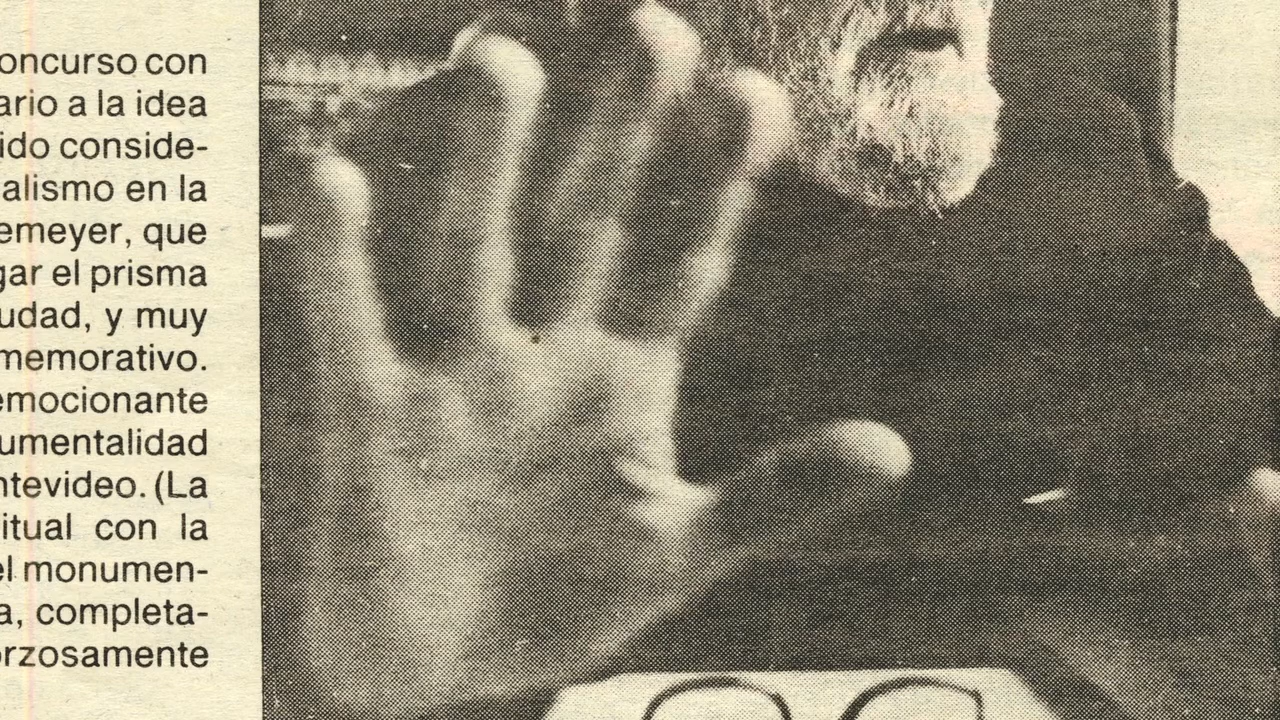 oncurso con
ario a la idea
ido conside-
alismo en la
emeyer, que
gar el prisma
udad, y muy
memorativo.
emocionante
umentalidad
ntevideo. (La
itual con la
el monumen-
a, completa-
orzosamente